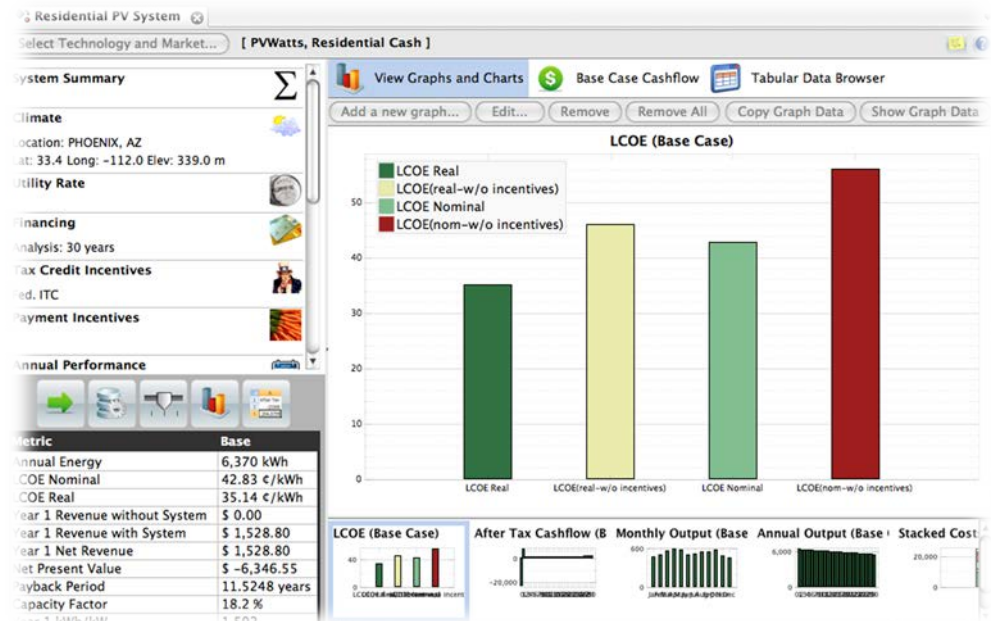 Residential PV System
Select Technology and Market... [ PVWatts, Residential Cash ]
System Summary
Climate
Location: PHOENIX, AZ
Lat: 33.4 Long: -112.0 Elev: 339.0 m
Utility Rate
Financing
Analysis: 30 years
Tax Credit Incentives
Fed. ITC
Payment Incentives
Annual Performance
Metric Base
Annual Energy 6,370 kWh
LCOE Nominal 42.83 ¢/kWh
LCOE Real 35.14 ¢/kWh
Year 1 Revenue without System $ 0.00
Year 1 Revenue with System $ 1,528.80
Year 1 Net Revenue $ 1,528.80
Net Present Value $ -6,346.55
Payback Period 11.5248 years
Capacity Factor 18.2 %
View Graphs and Charts Base Case Cashflow Tabular Data Browser
Add a new graph... Edit... Remove Remove All Copy Graph Data Show Graph Data
LCOE (Base Case)
LCOE Real
LCOE(real-w/o incentives)
LCOE Nominal
LCOE(nom-w/o incentives)
50
40
30
20
10
0
LCOE Real LCOE(real-w/o incentives) LCOE Nominal LCOE(nom-w/o incentives)
LCOE (Base Case) After Tax Cashflow (B Monthly Output (Base Annual Output (Base Stacked Cost
40 0 600 6,000 20,000
0 -20,000 0 0 0